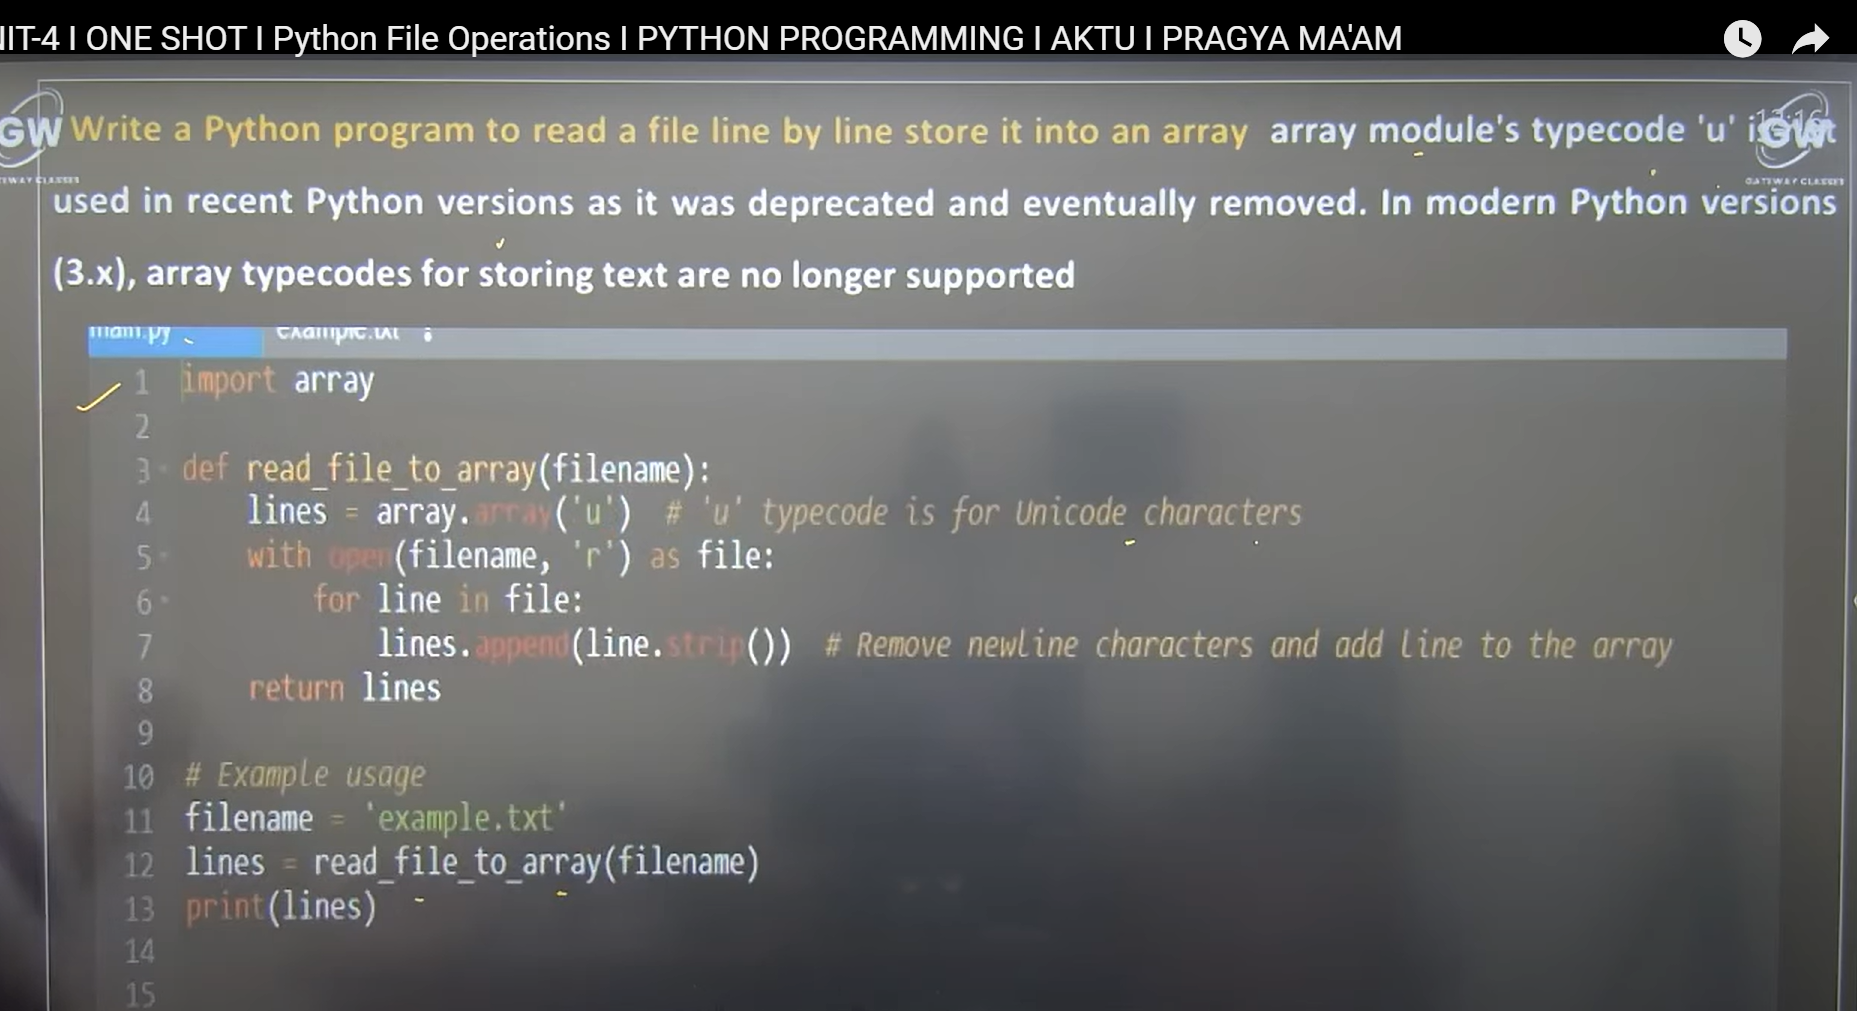 NIT-4 I ONE SHOT I Python File Operations I PYTHON PROGRAMMING I AKTU I PRAGYA MA'AM
GW Write a Python program to read a file line by line store it into an array array module's typecode 'u' GW
GATEWAY CLASSES
used in recent Python versions as it was deprecated and eventually removed. In modern Python versions
(3.x), array typecodes for storing text are no longer supported
main.py example.txt
1 import array
2
3 def read_file_to_array(filename):
4 lines = array.array('u') # 'u' typecode is for Unicode characters
5 with open(filename, 'r') as file:
6 for line in file:
7 lines.append(line.strip()) # Remove newline characters and add line to the array
8 return lines
9
10 # Example usage
11 filename = 'example.txt'
12 lines = read_file_to_array(filename)
13 print(lines)
14
15